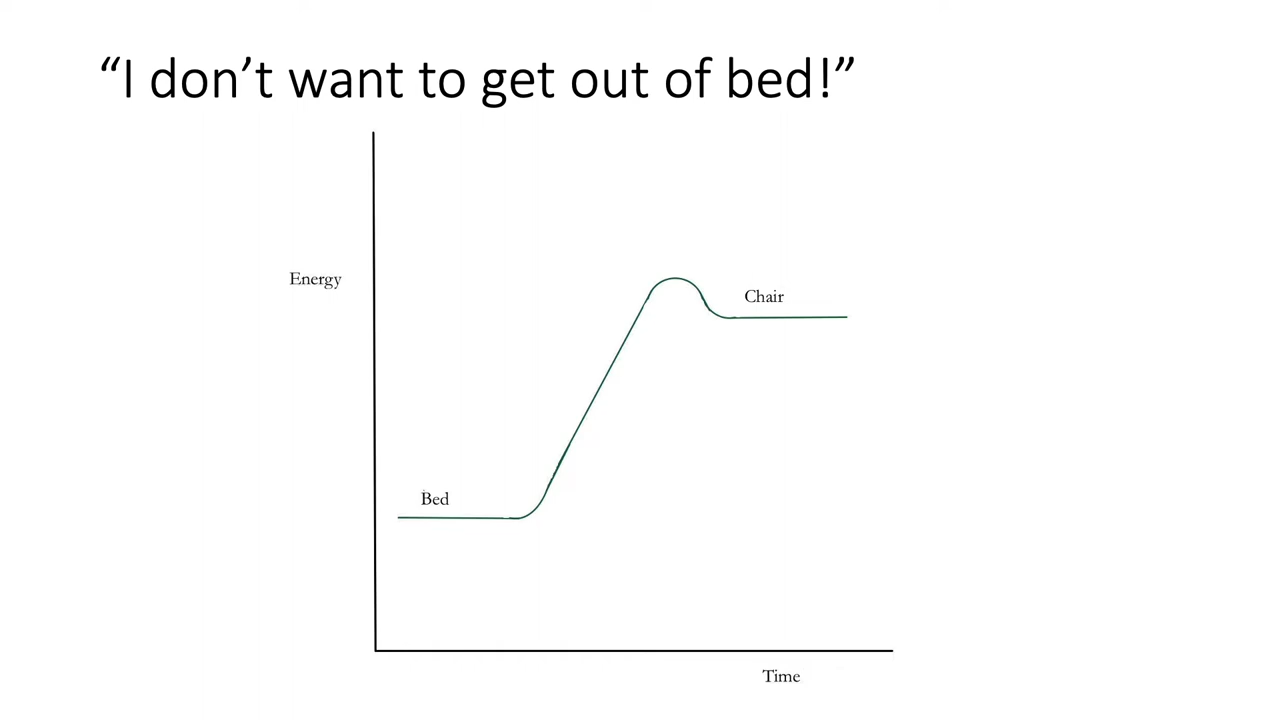 “I don’t want to get out of bed!”
Energy
Chair
Bed
Time